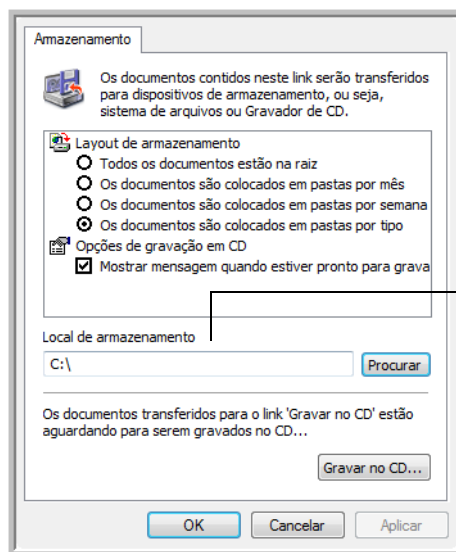 Armazenamento
Os documentos contidos neste link serão transferidos
para dispositivos de armazenamento, ou seja,
sistema de arquivos ou Gravador de CD.
Layout de armazenamento
Todos os documentos estão na raiz
Os documentos são colocados em pastas por mês
Os documentos são colocados em pastas por semana
Os documentos são colocados em pastas por tipo
Opções de gravação em CD
Mostrar mensagem quando estiver pronto para grava
Local de armazenamento
C:\
Procurar
Os documentos transferidos para o link 'Gravar no CD' estão
aguardando para serem gravados no CD...
Gravar no CD...
OK Cancelar Aplicar